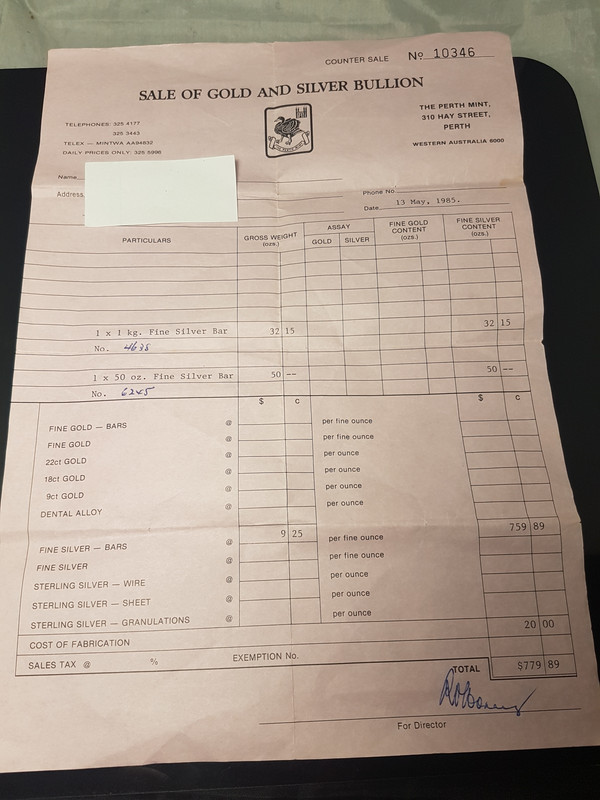 COUNTER SALE No 10346
SALE OF GOLD AND SILVER BULLION
TELEPHONES: 325 4177
325 3443
TELEX — MINTWA AA94832
DAILY PRICES ONLY: 325 5996
THE PERTH MINT,
310 HAY STREET,
PERTH
WESTERN AUSTRALIA 6000
Name
Address
Phone No.
Date 13 May, 1985.
PARTICULARS GROSS WEIGHT (ozs.) ASSAY GOLD SILVER FINE GOLD CONTENT (ozs.) FINE SILVER CONTENT (ozs.)
1 x 1 kg. Fine Silver Bar 32 15 32 15
No. 4638
1 x 50 oz. Fine Silver Bar 50 -- 50 --
No. 6245
$ c $ c
FINE GOLD — BARS @ per fine ounce
FINE GOLD @ per fine ounce
22ct GOLD @ per ounce
18ct GOLD @ per ounce
9ct GOLD @ per ounce
DENTAL ALLOY @ per ounce
FINE SILVER — BARS @ 9 25 per fine ounce 759 89
FINE SILVER @ per fine ounce
STERLING SILVER — WIRE @ per ounce
STERLING SILVER — SHEET @ per ounce
STERLING SILVER — GRANULATIONS @ per ounce
COST OF FABRICATION 20 00
SALES TAX @ % EXEMPTION No.
TOTAL $779 89
For Director